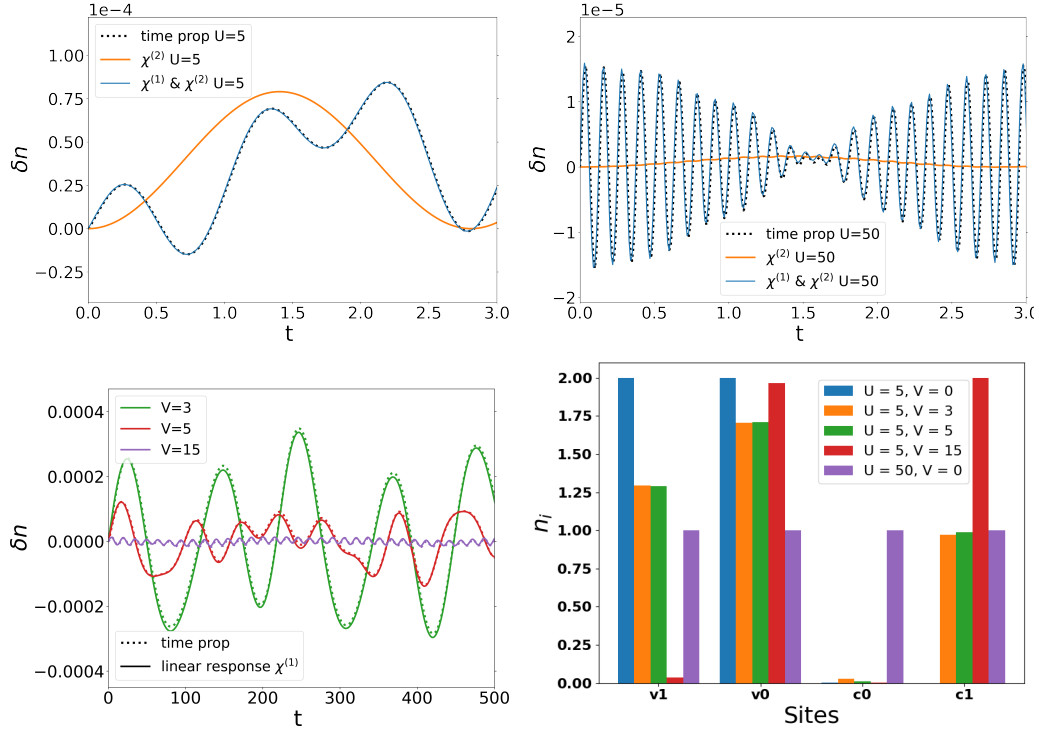 1e−4
1.00
0.75
0.50
0.25
0.00
−0.25
δn
time prop U=5
χ(2) U=5
χ(1) & χ(2) U=5
0.0 0.5 1.0 1.5 2.0 2.5 3.0
t
1e−5
2
1
0
−1
−2
δn
time prop U=50
χ(2) U=50
χ(1) & χ(2) U=50
0.0 0.5 1.0 1.5 2.0 2.5 3.0
t
0.0004
0.0002
0.0000
−0.0002
−0.0004
δn
V=3
V=5
V=15
time prop
linear response χ(1)
0 100 200 300 400 500
t
2.00
1.75
1.50
1.25
1.00
0.75
0.50
0.25
0.00
ni
U = 5, V = 0
U = 5, V = 3
U = 5, V = 5
U = 5, V = 15
U = 50, V = 0
v1 v0 c0 c1
Sites